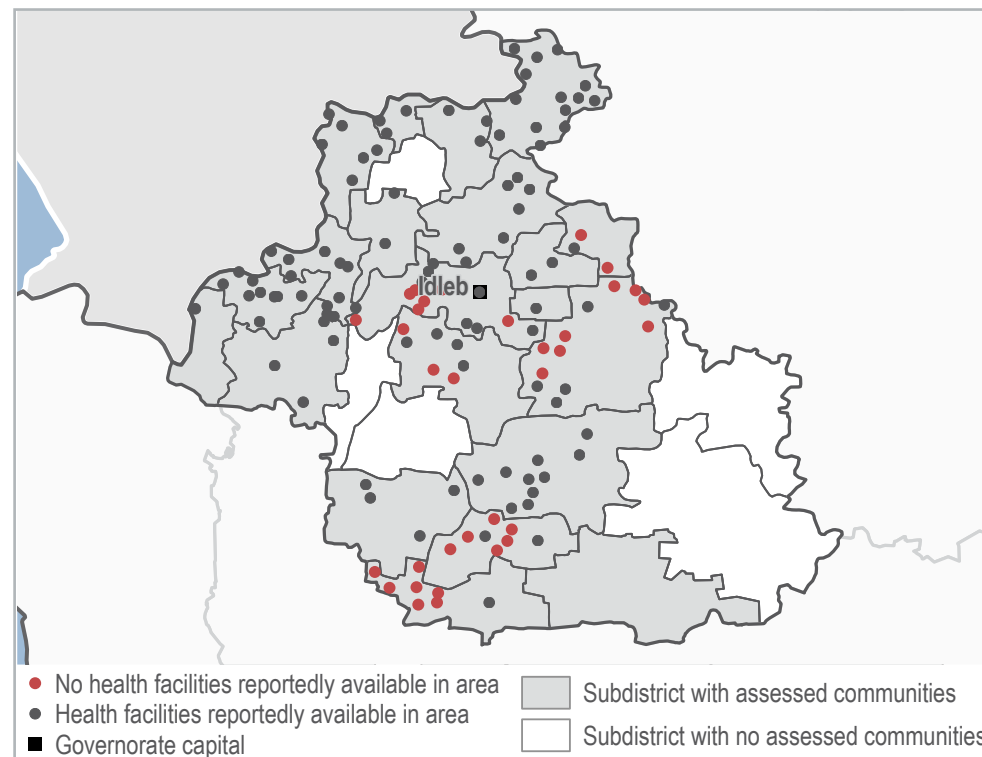 Idleb
No health facilities reportedly available in area
Health facilities reportedly available in area
Governorate capital
Subdistrict with assessed communities
Subdistrict with no assessed communities